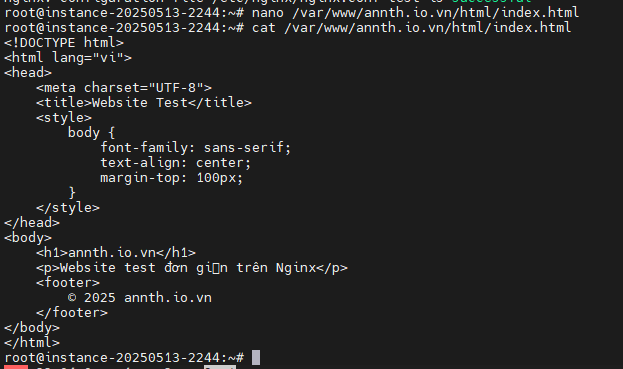 root@instance-20250513-2244:~# nano /var/www/annth.io.vn/html/index.html
root@instance-20250513-2244:~# cat /var/www/annth.io.vn/html/index.html
<!DOCTYPE html>
<html lang="vi">
<head>
    <meta charset="UTF-8">
    <title>Website Test</title>
    <style>
        body {
            font-family: sans-serif;
            text-align: center;
            margin-top: 100px;
        }
    </style>
</head>
<body>
    <h1>annth.io.vn</h1>
    <p>Website test đơn gi▯n trên Nginx</p>
    <footer>
        © 2025 annth.io.vn
    </footer>
</body>
</html>
root@instance-20250513-2244:~#